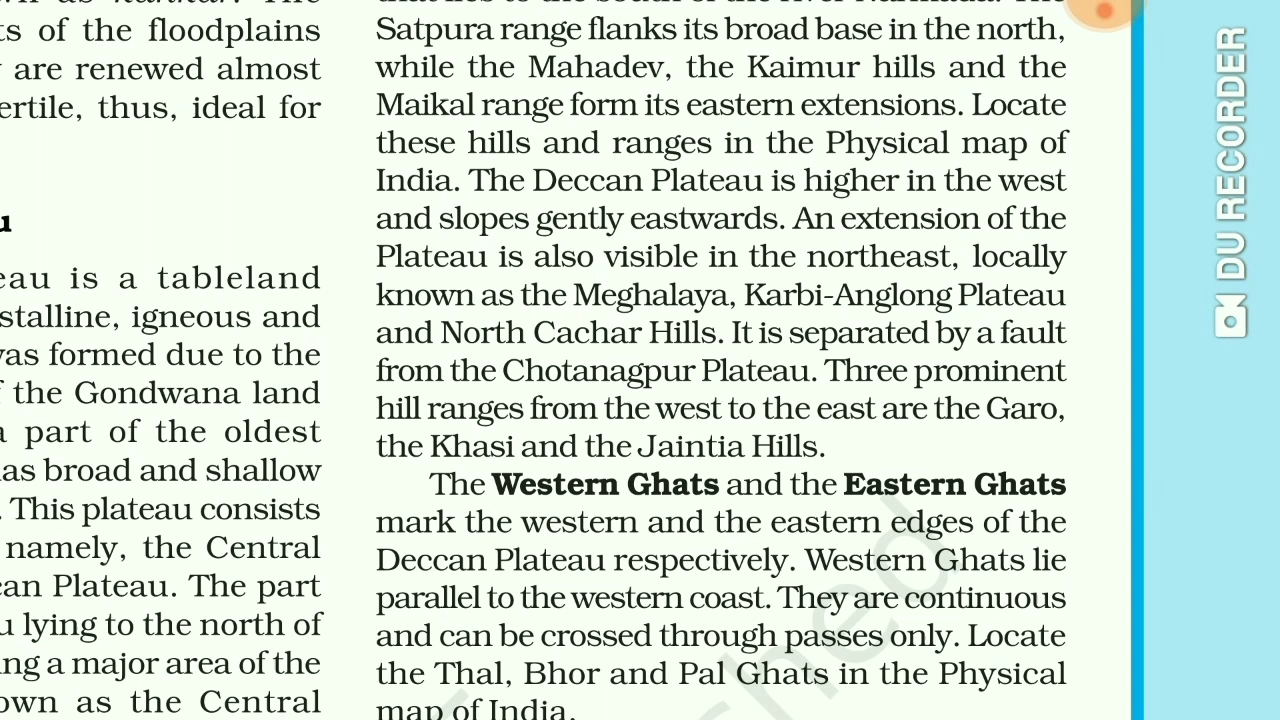 ts of the floodplains
are renewed almost
ertile, thus, ideal for
u
eau is a tableland
stalline, igneous and
was formed due to the
f the Gondwana land
a part of the oldest
has broad and shallow
. This plateau consists
namely, the Central
can Plateau. The part
u lying to the north of
ing a major area of the
own as the Central
Satpura range flanks its broad base in the north,
while the Mahadev, the Kaimur hills and the
Maikal range form its eastern extensions. Locate
these hills and ranges in the Physical map of
India. The Deccan Plateau is higher in the west
and slopes gently eastwards. An extension of the
Plateau is also visible in the northeast, locally
known as the Meghalaya, Karbi-Anglong Plateau
and North Cachar Hills. It is separated by a fault
from the Chotanagpur Plateau. Three prominent
hill ranges from the west to the east are the Garo,
the Khasi and the Jaintia Hills.
The Western Ghats and the Eastern Ghats
mark the western and the eastern edges of the
Deccan Plateau respectively. Western Ghats lie
parallel to the western coast. They are continuous
and can be crossed through passes only. Locate
the Thal, Bhor and Pal Ghats in the Physical
map of India.
DU RECORDER